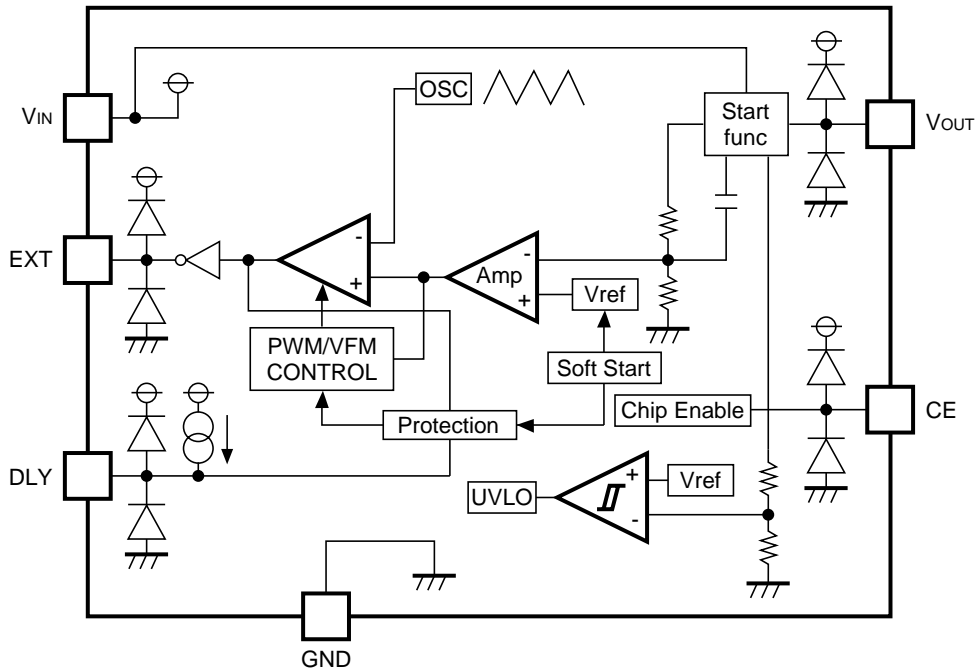 OSC
VIN
Start
func
VOUT
EXT
-
+
Amp
-
+
Vref
PWM/VFM
CONTROL
Soft Start
Chip Enable
CE
Protection
DLY
UVLO
+
-
Vref
GND